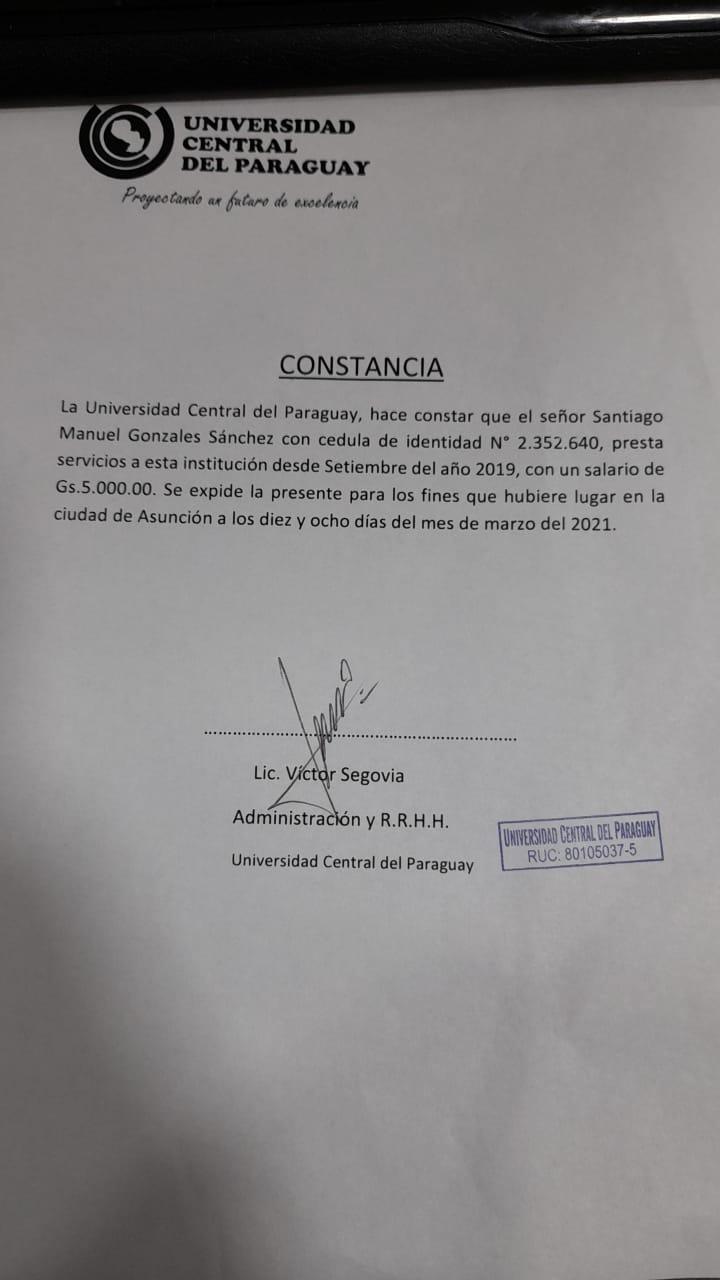 UNIVERSIDAD
CENTRAL
DEL PARAGUAY
Proyectando un futuro de excelencia
CONSTANCIA
La Universidad Central del Paraguay, hace constar que el señor Santiago
Manuel Gonzales Sánchez con cedula de identidad N° 2.352.640, presta
servicios a esta institución desde Setiembre del año 2019, con un salario de
Gs.5.000.00. Se expide la presente para los fines que hubiere lugar en la
ciudad de Asunción a los diez y ocho días del mes de marzo del 2021.
Lic. Víctor Segovia
Administración y R.R.H.H.
Universidad Central del Paraguay
UNIVERSIDAD CENTRAL DEL PARAGUAY
RUC: 80105037-5